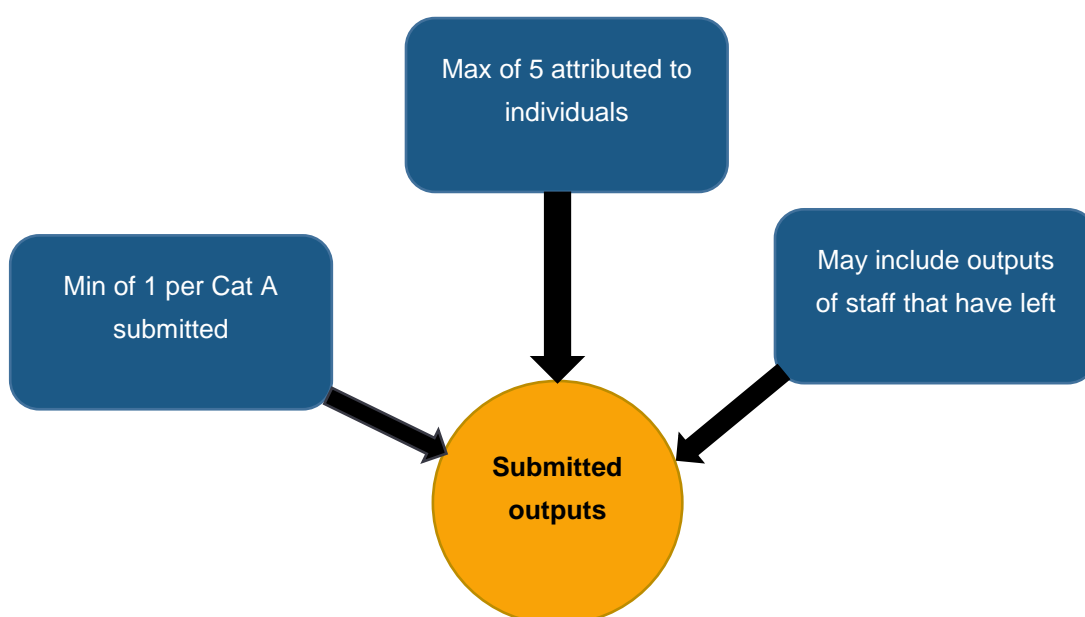 Max of 5 attributed to
individuals
Min of 1 per Cat A
submitted
May include outputs
of staff that have left
Submitted
outputs